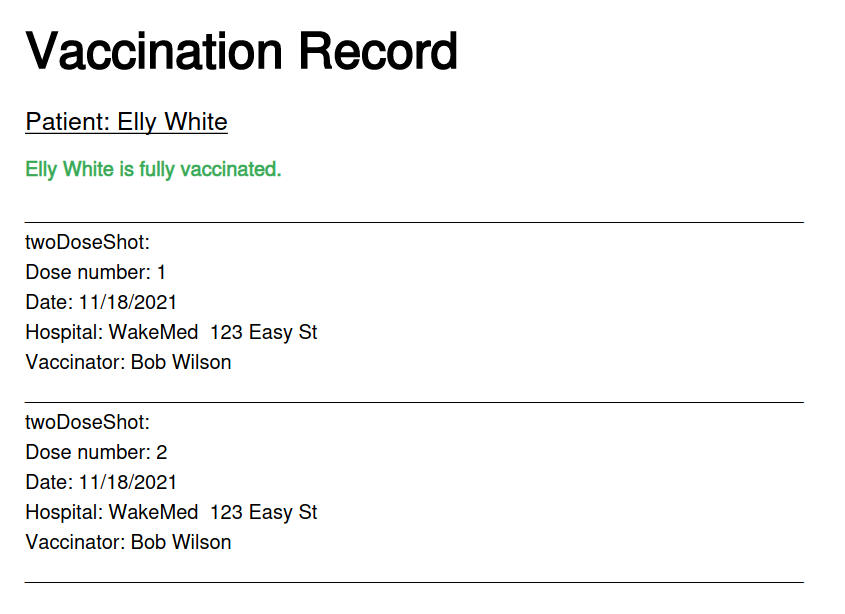 Vaccination Record
Patient: Elly White
Elly White is fully vaccinated.
twoDoseShot:
Dose number: 1
Date: 11/18/2021
Hospital: WakeMed  123 Easy St
Vaccinator: Bob Wilson
twoDoseShot:
Dose number: 2
Date: 11/18/2021
Hospital: WakeMed  123 Easy St
Vaccinator: Bob Wilson